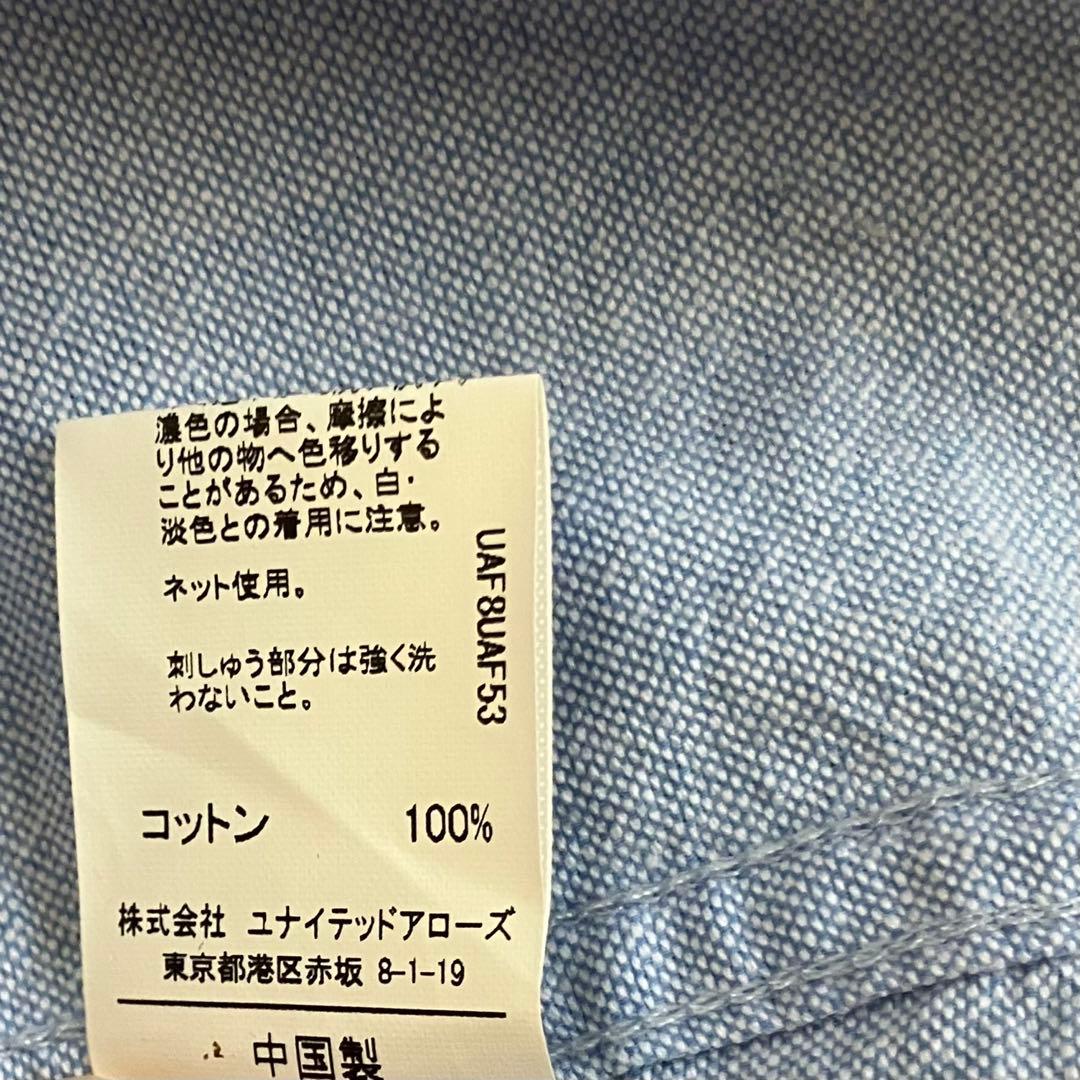 濃色の場合、摩擦によ
り他の物へ色移りする
ことがあるため、白・
淡色との着用に注意。
ネット使用。
刺しゅう部分は強く洗
わないこと。
UAF8UAF53
コットン 100%
株式会社 ユナイテッドアローズ
東京都港区赤坂 8-1-19
中国製